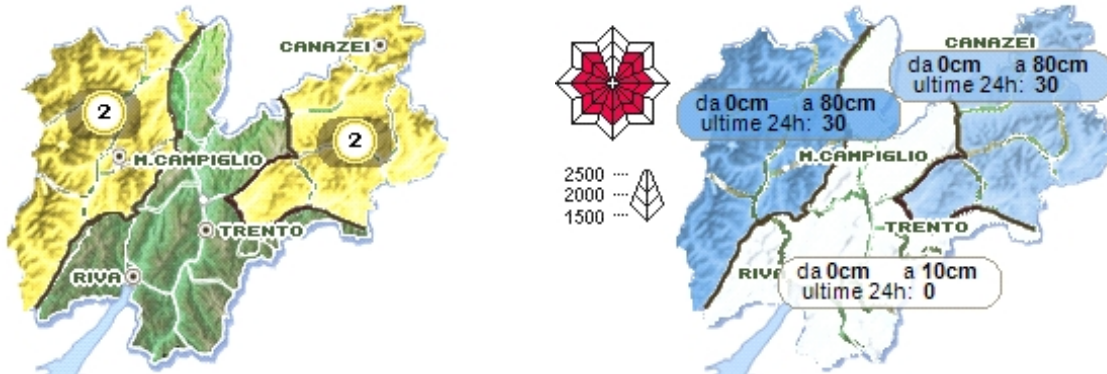 CANAZEI
2
2
M.CAMPIGLIO
TRENTO
RIVA
2500
2000
1500
CANAZEI
da 0cm a 80cm
ultime 24h: 30
da 0cm a 80cm
ultime 24h: 30
M.CAMPIGLIO
TRENTO
RIVA
da 0cm a 10cm
ultime 24h: 0